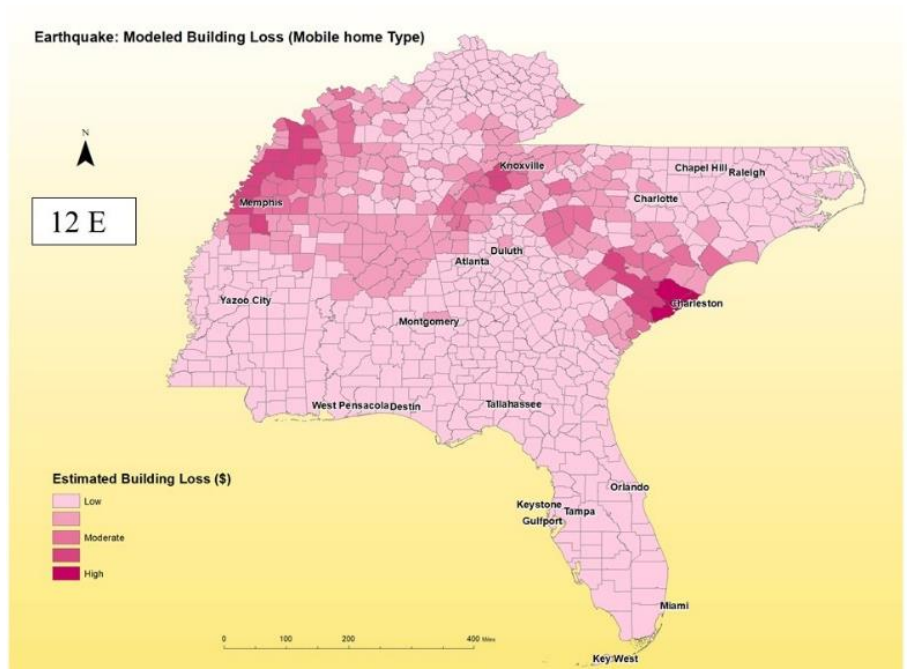 Earthquake: Modeled Building Loss (Mobile home Type)
N
12 E
Knoxville
Chapel Hill
Raleigh
Memphis
Charlotte
Duluth
Atlanta
Yazoo City
Charleston
Montgomery
West Pensacola
Destin
Tallahassee
Estimated Building Loss ($)
Low
Moderate
High
Orlando
Keystone
Tampa
Gulfport
Miami
0 100 200 400 Miles
Key West